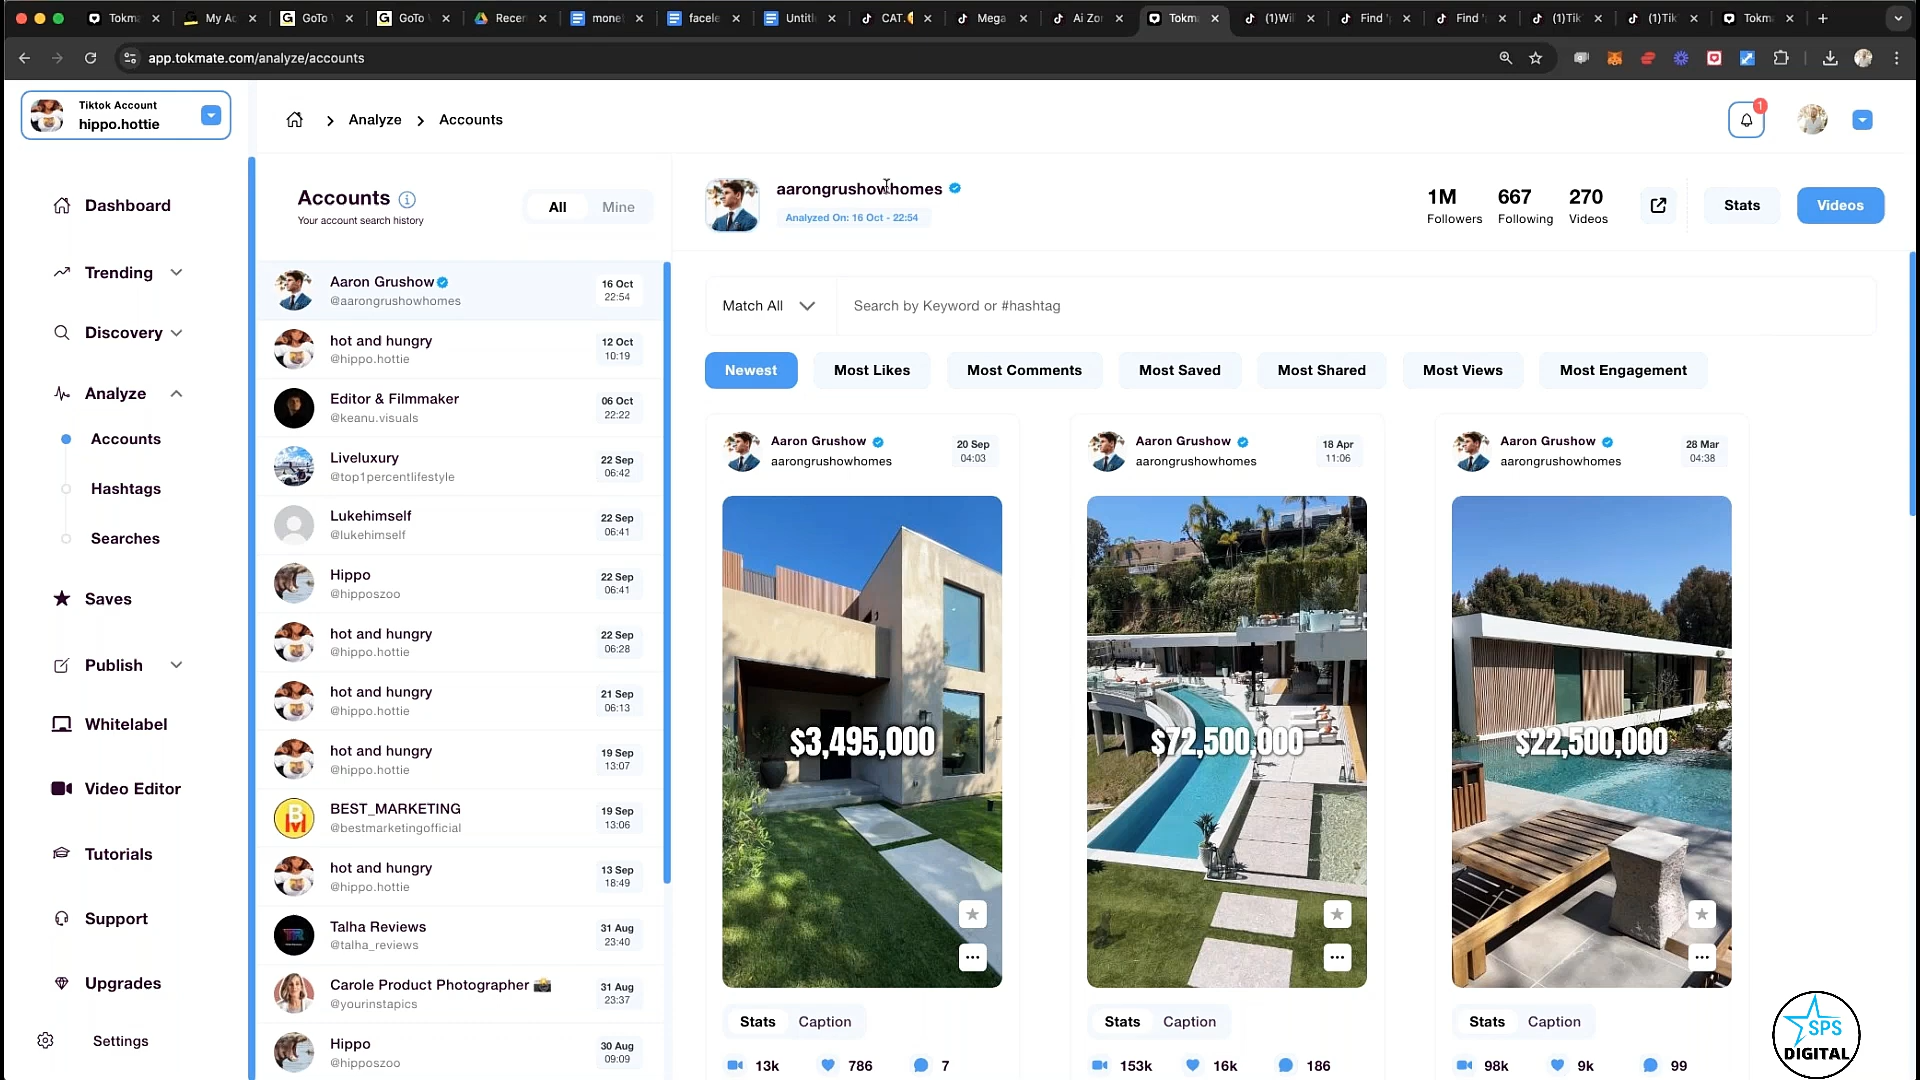 Tokm
My Ac
GoTo
GoTo
Recen
mone
facele
Untitl
CAT.
Mega
Ai Zo
Tokm
(1)Wi
Find '
Find '
(1)Tik
(1)Tik
Tokm
app.tokmate.com/analyze/accounts
Tiktok Account
hippo.hottie
Analyze
Accounts
1
Dashboard
Trending
Discovery
Analyze
Accounts
Hashtags
Searches
Saves
Publish
Whitelabel
Video Editor
Tutorials
Support
Upgrades
Settings
Accounts
Your account search history
All
Mine
Aaron Grushow
@aarongrushowhomes
16 Oct
22:54
hot and hungry
@hippo.hottie
12 Oct
10:19
Editor & Filmmaker
@keanu.visuals
06 Oct
22:22
Liveluxury
@top1percentlifestyle
22 Sep
06:42
Lukehimself
@lukehimself
22 Sep
06:41
Hippo
@hipposzoo
22 Sep
06:41
hot and hungry
@hippo.hottie
22 Sep
06:28
hot and hungry
@hippo.hottie
21 Sep
06:13
hot and hungry
@hippo.hottie
19 Sep
13:07
BEST_MARKETING
@bestmarketingofficial
19 Sep
13:06
hot and hungry
@hippo.hottie
13 Sep
18:49
Talha Reviews
@talha_reviews
31 Aug
23:40
Carole Product Photographer 📸
@yourinstapics
31 Aug
23:37
Hippo
@hipposzoo
30 Aug
09:09
aarongrushowhomes
Analyzed On: 16 Oct - 22:54
1M
Followers
667
Following
270
Videos
Stats
Videos
Match All
Search by Keyword or #hashtag
Newest
Most Likes
Most Comments
Most Saved
Most Shared
Most Views
Most Engagement
Aaron Grushow
aarongrushowhomes
20 Sep
04:03
$3,495,000
Stats
Caption
13k
786
7
Aaron Grushow
aarongrushowhomes
18 Apr
11:06
$72,500,000
Stats
Caption
153k
16k
186
Aaron Grushow
aarongrushowhomes
28 Mar
04:38
$22,500,000
Stats
Caption
98k
9k
99
SPS
DIGITAL